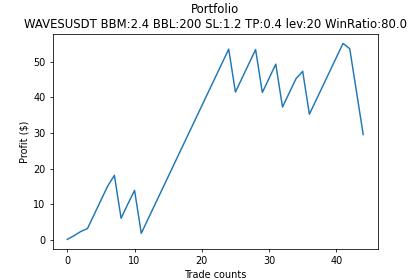 Portfolio
WAVESUSDT BBM:2.4 BBL:200 SL:1.2 TP:0.4 lev:20 WinRatio:80.0
50
40
30
20
10
0
Profit ($)
0 10 20 30 40
Trade counts